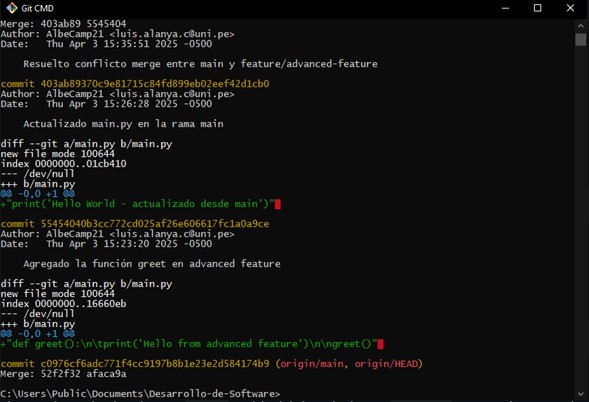 Git CMD
Merge: 403ab89 5545404
Author: AlbeCamp21 <luis.alanya.c@uni.pe>
Date:   Thu Apr 3 15:35:51 2025 -0500
    Resuelto conflicto merge entre main y feature/advanced-feature
commit 403ab89370c9e81715c84fd899eb02eef42d1cb0
Author: AlbeCamp21 <luis.alanya.c@uni.pe>
Date:   Thu Apr 3 15:26:28 2025 -0500
    Actualizado main.py en la rama main
diff --git a/main.py b/main.py
new file mode 100644
index 0000000..01cb410
--- /dev/null
+++ b/main.py
@@ -0,0 +1 @@
+"print('Hello World - actualizado desde main')"
commit 55454040b3cc772cd025af26e606617fc1a0a9ce
Author: AlbeCamp21 <luis.alanya.c@uni.pe>
Date:   Thu Apr 3 15:23:20 2025 -0500
    Agregado la función greet en advanced feature
diff --git a/main.py b/main.py
new file mode 100644
index 0000000..16660eb
--- /dev/null
+++ b/main.py
@@ -0,0 +1 @@
+"def greet():\n\tprint('Hello from advanced feature')\n\ngreet()"
commit c0976cf6adc771f4cc9197b8b1e23e2d584174b9 (origin/main, origin/HEAD)
Merge: 52f2f32 afaca9a
C:\Users\Public\Documents\Desarrollo-de-Software>